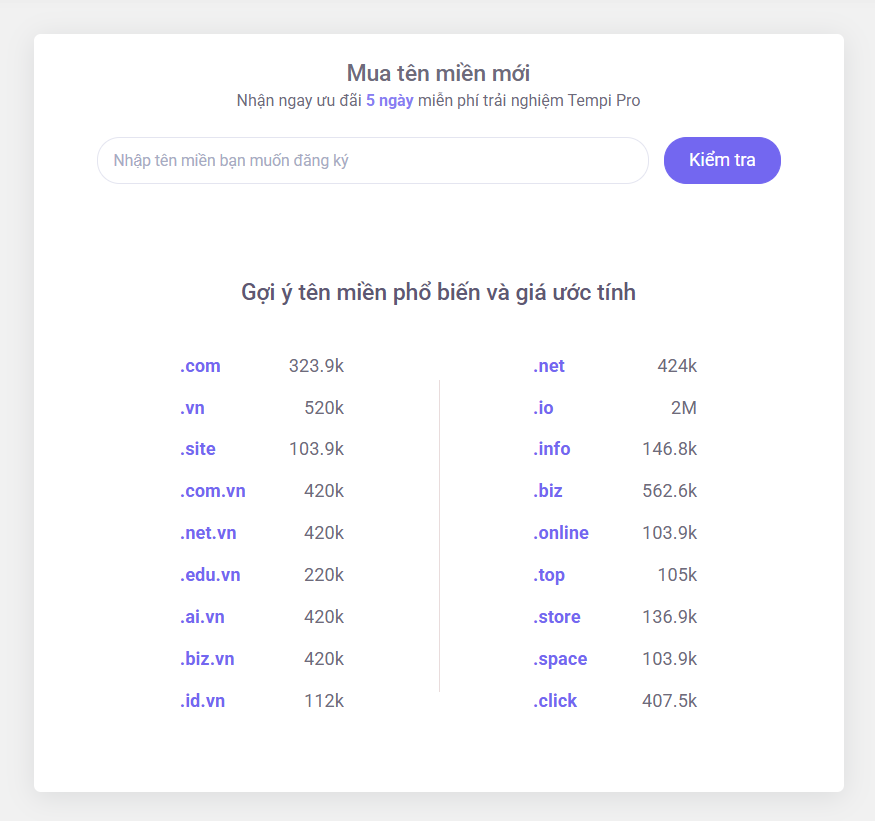 Mua tên miền mới
Nhận ngay ưu đãi 5 ngày miễn phí trải nghiệm Tempi Pro
Nhập tên miền bạn muốn đăng ký
Kiểm tra
Gợi ý tên miền phổ biến và giá ước tính
.com 323.9k
.vn 520k
.site 103.9k
.com.vn 420k
.net.vn 420k
.edu.vn 220k
.ai.vn 420k
.biz.vn 420k
.id.vn 112k
.net 424k
.io 2M
.info 146.8k
.biz 562.6k
.online 103.9k
.top 105k
.store 136.9k
.space 103.9k
.click 407.5k